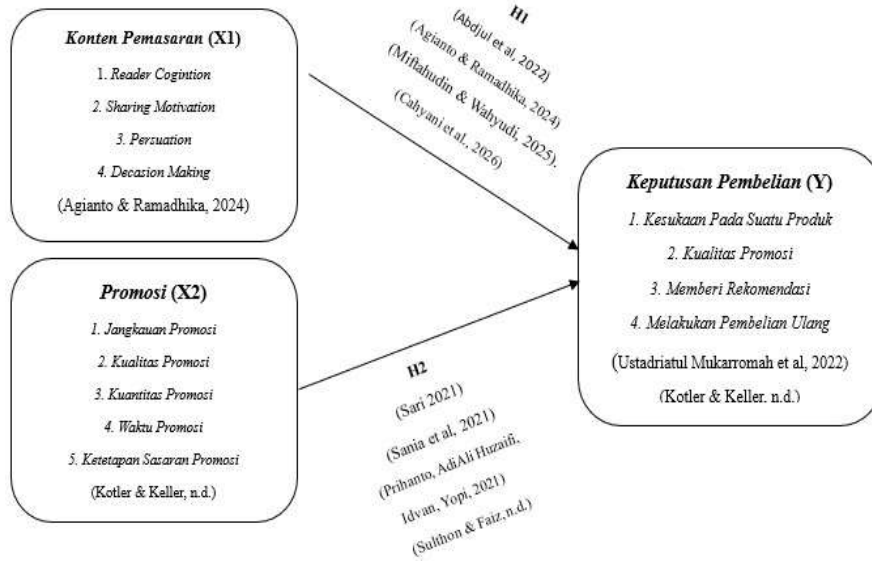 Konten Pemasaran (X1)
1. Reader Cogintion
2. Sharing Motivation
3. Persuation
4. Decasion Making
(Agianto & Ramadhika, 2024)
H1
(Abdjul et al, 2022)
(Agianto & Ramadhika, 2024)
(Miftahudin & Wahyudi, 2025).
(Cahyani et al., 2026)
Promosi (X2)
1. Jangkauan Promosi
2. Kualitas Promosi
3. Kuantitas Promosi
4. Waktu Promosi
5. Ketetapan Sasaran Promosi
(Kotler & Keller, n.d.)
H2
(Sari 2021)
(Sania et al, 2021)
(Prihanto, AdiAli Huzaifi,
Idvan, Yopi, 2021)
(Sulthon & Faiz, n.d.)
Keputusan Pembelian (Y)
1. Kesukaan Pada Suatu Produk
2. Kualitas Promosi
3. Memberi Rekomendasi
4. Melakukan Pembelian Ulang
(Ustadriatul Mukarromah et al, 2022)
(Kotler & Keller. n.d.)